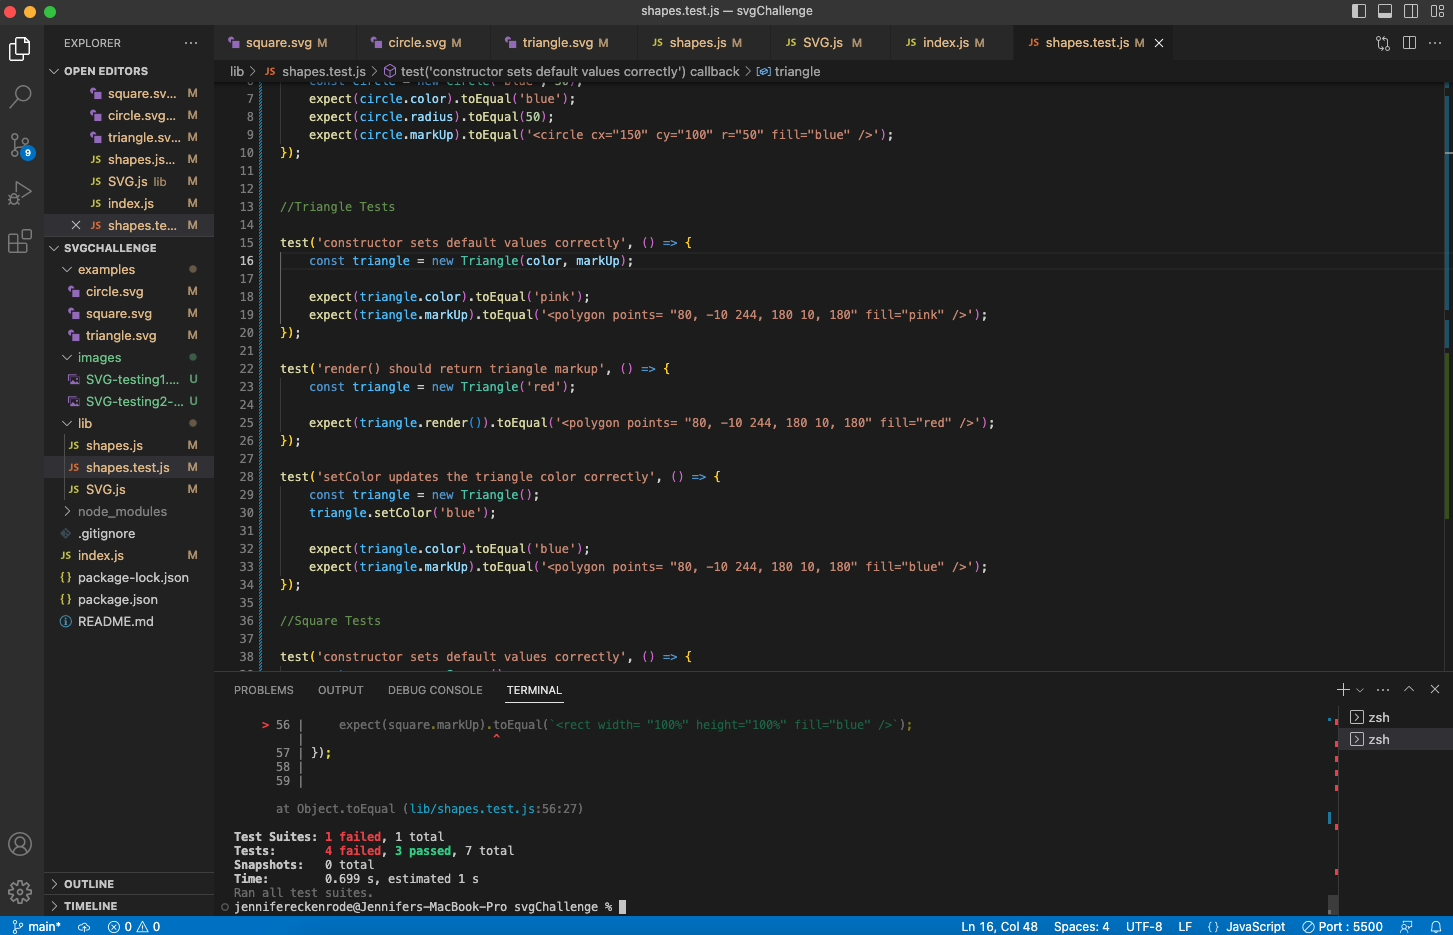 shapes.test.js — svgChallenge
EXPLORER
square.svg M
circle.svg M
triangle.svg M
JS shapes.js M
JS SVG.js M
JS index.js M
JS shapes.test.js M
lib > JS shapes.test.js > test('constructor sets default values correctly') callback > triangle
OPEN EDITORS
square.sv... M
circle.svg... M
triangle.sv... M
JS shapes.js... M
JS SVG.js lib M
JS index.js M
JS shapes.te... M
SVGCHALLENGE
examples
circle.svg M
square.svg M
triangle.svg M
images
SVG-testing1.... U
SVG-testing2-... U
lib
JS shapes.js M
JS shapes.test.js M
JS SVG.js M
node_modules
.gitignore
JS index.js M
{} package-lock.json
{} package.json
README.md
OUTLINE
TIMELINE
9
7 expect(circle.color).toEqual('blue');
8 expect(circle.radius).toEqual(50);
9 expect(circle.markUp).toEqual('<circle cx="150" cy="100" r="50" fill="blue" />');
10 });
11
12
13 //Triangle Tests
14
15 test('constructor sets default values correctly', () => {
16 const triangle = new Triangle(color, markUp);
17
18 expect(triangle.color).toEqual('pink');
19 expect(triangle.markUp).toEqual('<polygon points= "80, -10 244, 180 10, 180" fill="pink" />');
20 });
21
22 test('render() should return triangle markup', () => {
23 const triangle = new Triangle('red');
24
25 expect(triangle.render()).toEqual('<polygon points= "80, -10 244, 180 10, 180" fill="red" />');
26 });
27
28 test('setColor updates the triangle color correctly', () => {
29 const triangle = new Triangle();
30 triangle.setColor('blue');
31
32 expect(triangle.color).toEqual('blue');
33 expect(triangle.markUp).toEqual('<polygon points= "80, -10 244, 180 10, 180" fill="blue" />');
34 });
35
36 //Square Tests
37
38 test('constructor sets default values correctly', () => {
PROBLEMS OUTPUT DEBUG CONSOLE TERMINAL
> 56 | expect(square.markUp).toEqual(`<rect width= "100%" height="100%" fill="blue" />`);
| ^
57 | });
58 |
59 |
at Object.toEqual (lib/shapes.test.js:56:27)
Test Suites: 1 failed, 1 total
Tests: 4 failed, 3 passed, 7 total
Snapshots: 0 total
Time: 0.699 s, estimated 1 s
Ran all test suites.
jennifereckenrode@Jennifers-MacBook-Pro svgChallenge %
zsh
zsh
main* 0 0 Ln 16, Col 48 Spaces: 4 UTF-8 LF {} JavaScript Port : 5500